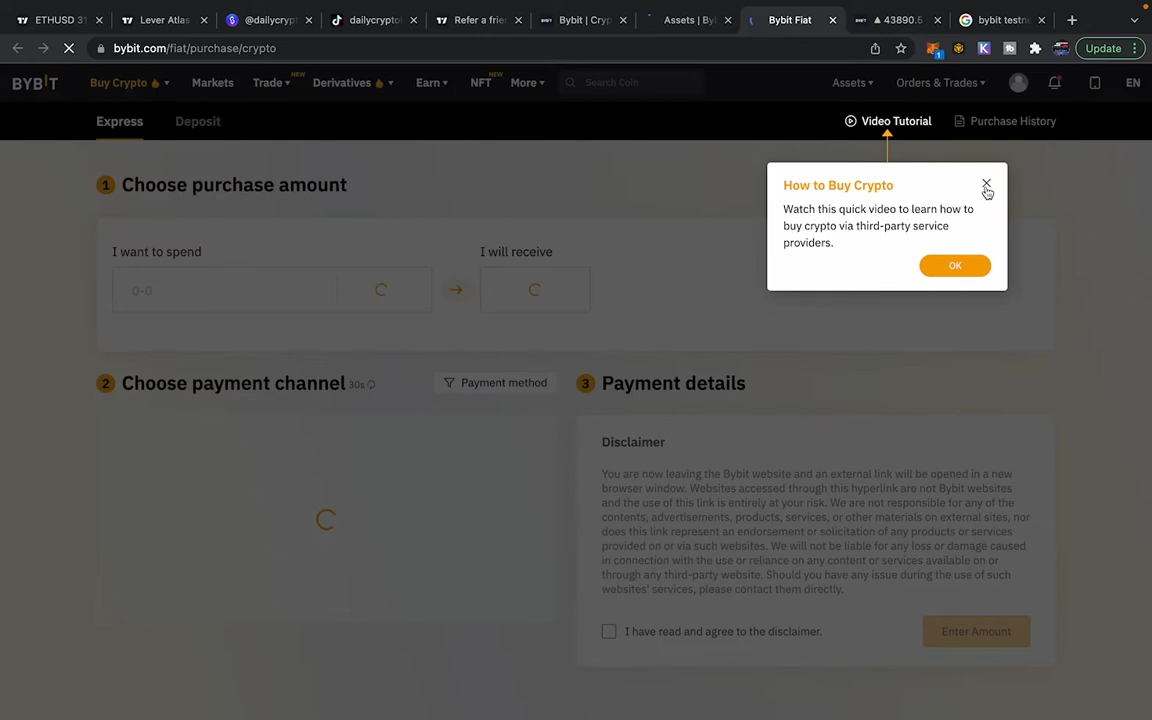 ETHUSD 31
Lever Atlas
@dailycryp
dailycryptol
Refer a frie
Bybit | Cryp
Assets | Byl
Bybit Fiat
▲ 43890.5
bybit testne
bybit.com/fiat/purchase/crypto
1
Update
BYBIT
Buy Crypto
Markets
Trade
NEW
Derivatives
Earn
NFT
NEW
More
Search Coin
Assets
Orders & Trades
EN
Express
Deposit
Video Tutorial
Purchase History
1 Choose purchase amount
How to Buy Crypto
Watch this quick video to learn how to
buy crypto via third-party service
providers.
OK
I want to spend
I will receive
0-0
2 Choose payment channel 30s
Payment method
3 Payment details
Disclaimer
You are now leaving the Bybit website and an external link will be opened in a new
browser window. Websites accessed through this hyperlink are not Bybit websites
and the use of this link is entirely at your risk. We are not responsible for any of the
contents, advertisements, products, services, or other materials on external sites, nor
does this link represent an endorsement or solicitation of any products or services
provided on or via such websites. We will not be liable for any loss or damage caused
in connection with the use or reliance on any content or services available on or
through any third-party website. Should you have any issue during the use of such
websites' services, please contact them directly.
I have read and agree to the disclaimer.
Enter Amount